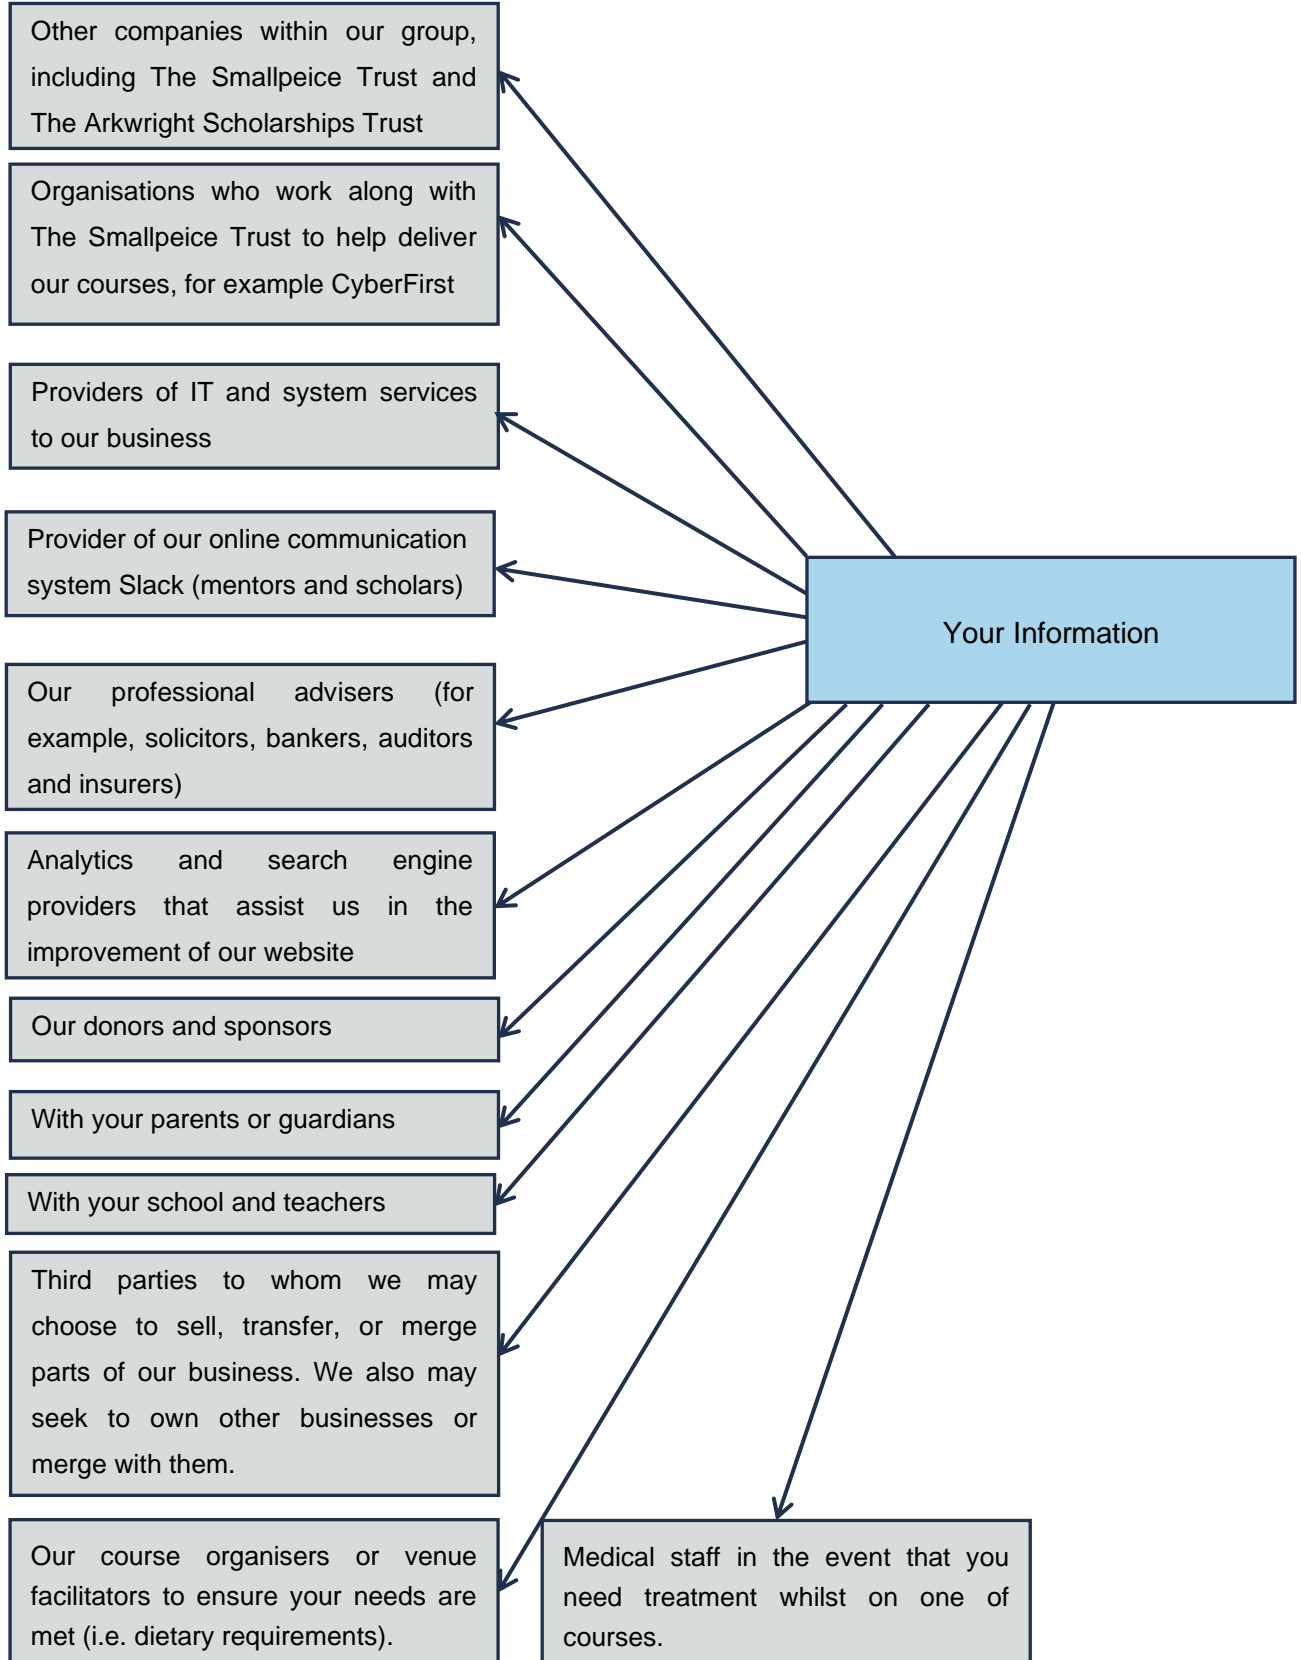 Other companies within our group,
including The Smallpeice Trust and
The Arkwright Scholarships Trust
Organisations who work along with
The Smallpeice Trust to help deliver
our courses, for example CyberFirst
Providers of IT and system services
to our business
Provider of our online communication
system Slack (mentors and scholars)
Your Information
Our professional advisers (for
example, solicitors, bankers, auditors
and insurers)
Analytics and search engine
providers that assist us in the
improvement of our website
Our donors and sponsors
With your parents or guardians
With your school and teachers
Third parties to whom we may
choose to sell, transfer, or merge
parts of our business. We also may
seek to own other businesses or
merge with them.
Our course organisers or venue
facilitators to ensure your needs are
met (i.e. dietary requirements).
Medical staff in the event that you
need treatment whilst on one of
courses.